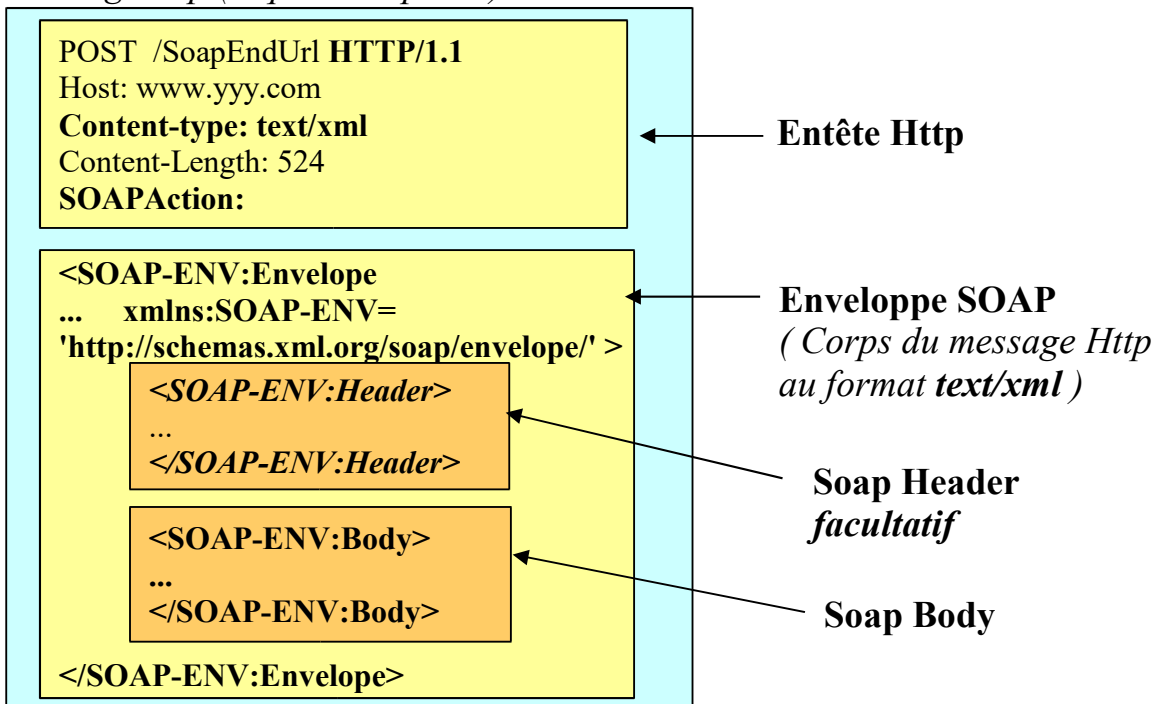 POST /SoapEndUrl HTTP/1.1
Host: www.yyy.com
Content-type: text/xml
Content-Length: 524
SOAPAction:
Entête Http
<SOAP-ENV:Envelope
... xmlns:SOAP-ENV=
'http://schemas.xml.org/soap/envelope/' >
<SOAP-ENV:Header>
...
</SOAP-ENV:Header>
<SOAP-ENV:Body>
...
</SOAP-ENV:Body>
</SOAP-ENV:Envelope>
Enveloppe SOAP
( Corps du message Http
au format text/xml )
Soap Header
facultatif
Soap Body